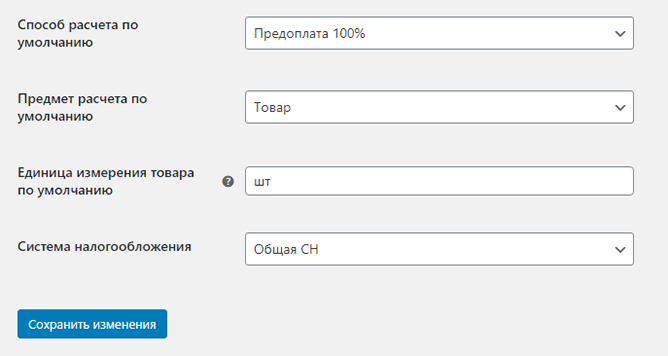 Способ расчета по
умолчанию
Предоплата 100%
Предмет расчета по
умолчанию
Товар
Единица измерения товара
по умолчанию
?
шт
Система налогообложения
Общая СН
Сохранить изменения